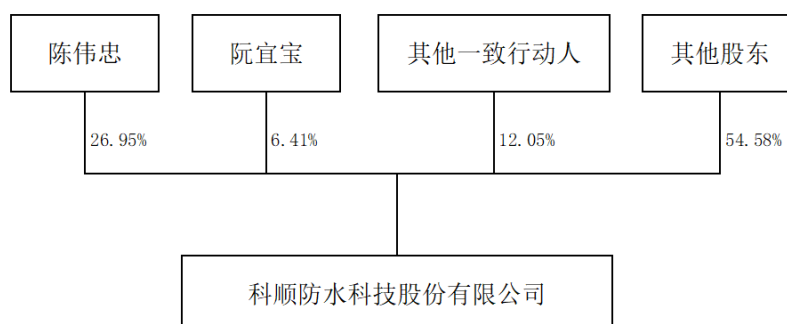 陈伟忠
阮宜宝
其他一致行动人
其他股东
26.95%
6.41%
12.05%
54.58%
科顺防水科技股份有限公司